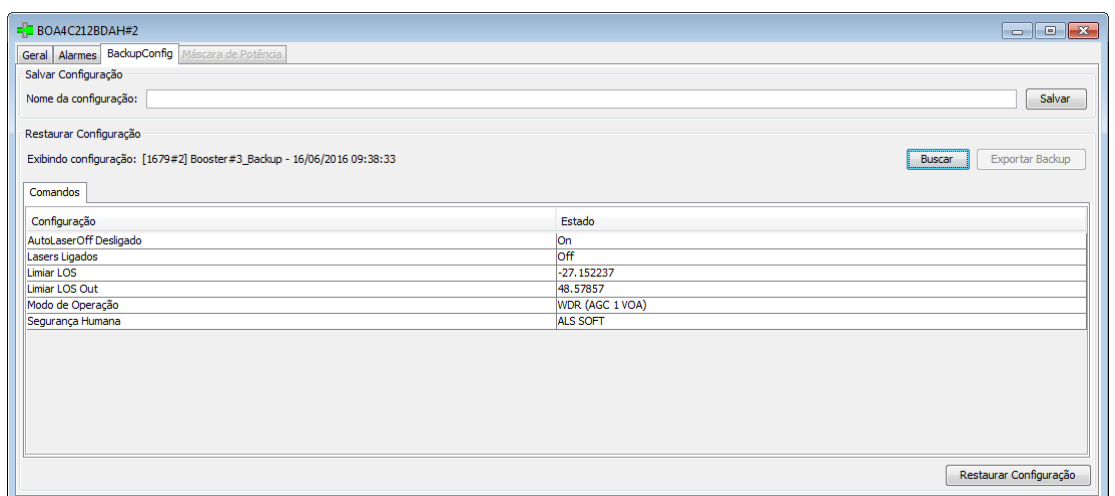 BOA4C212BDAH#2
Geral Alarmes BackupConfig Máscara de Potência
Salvar Configuração
Nome da configuração: Salvar
Restaurar Configuração
Exibindo configuração: [1679#2] Booster#3_Backup - 16/06/2016 09:38:33 Buscar Exportar Backup
Comandos
Configuração Estado
AutoLaserOff Desligado On
Lasers Ligados Off
Limiar LOS -27.152237
Limiar LOS Out 48.57857
Modo de Operação WDR (AGC 1 VOA)
Segurança Humana ALS SOFT
Restaurar Configuração